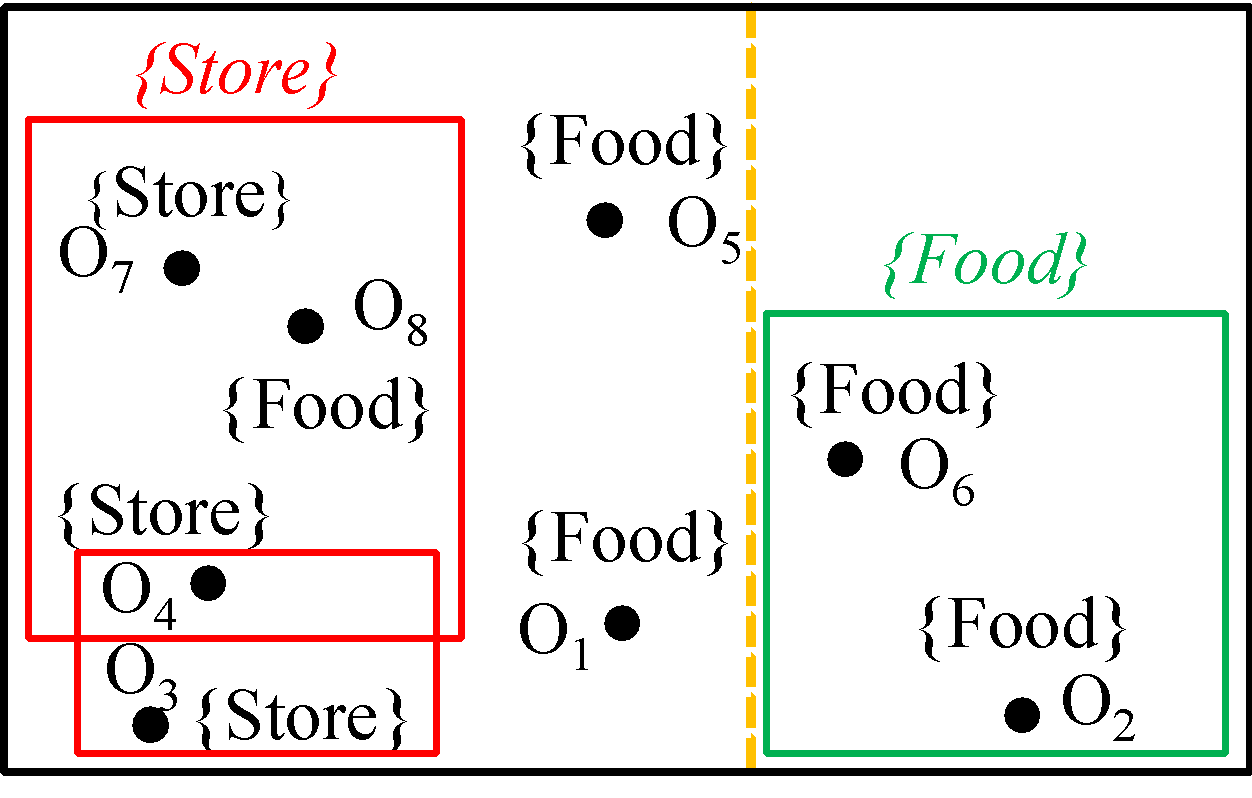 {Store}
{Food}
{Store}
O5
O7
{Food}
O8
{Food}
{Food}
O6
{Store}
{Food}
O4
{Food}
O1
O3
{Store}
O2